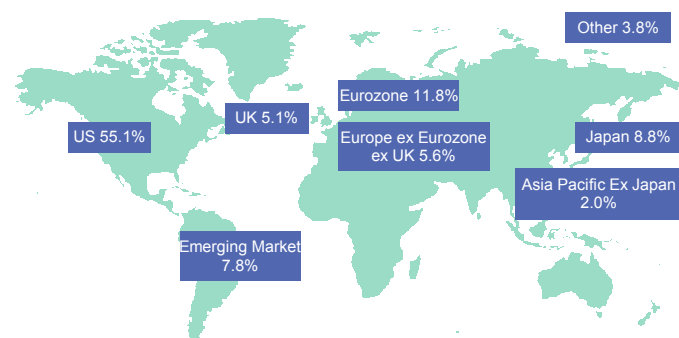 Other 3.8%
Eurozone 11.8%
UK 5.1%
US 55.1%
Europe ex Eurozone
ex UK 5.6%
Japan 8.8%
Asia Pacific Ex Japan
2.0%
Emerging Market
7.8%